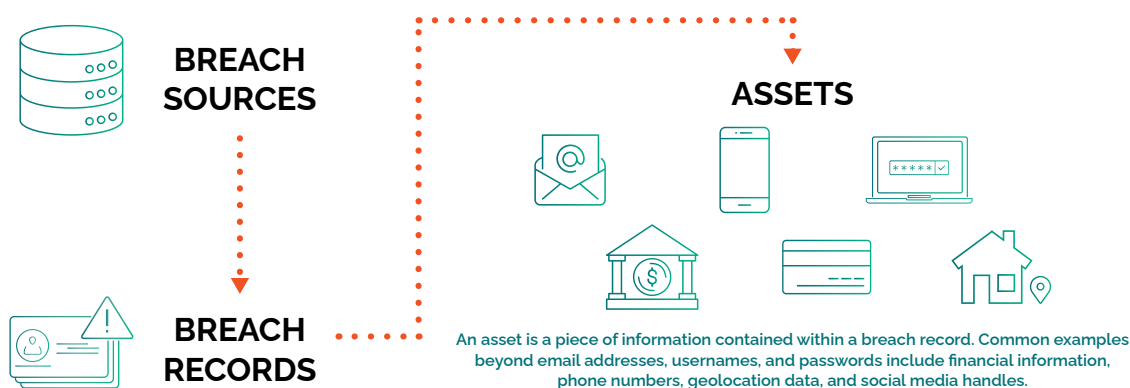 BREACH
SOURCES
BREACH
RECORDS
ASSETS
@
*****
$
!
An asset is a piece of information contained within a breach record. Common examples
beyond email addresses, usernames, and passwords include financial information,
phone numbers, geolocation data, and social media handles.